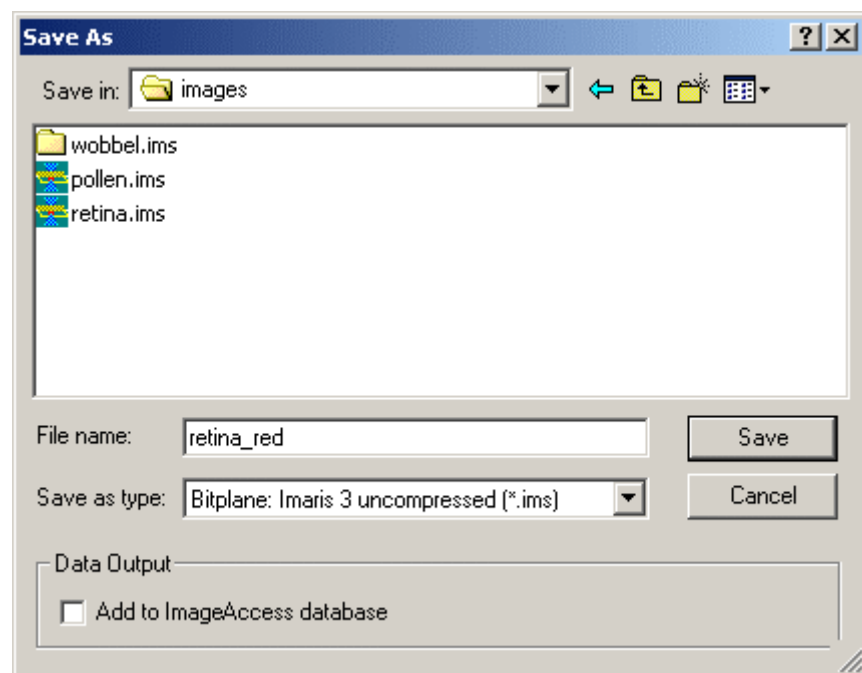 Save As
Save in: images
wobbel.ims
pollen.ims
retina.ims
File name: retina_red Save
Save as type: Bitplane: Imaris 3 uncompressed (*.ims) Cancel
Data Output
Add to ImageAccess database